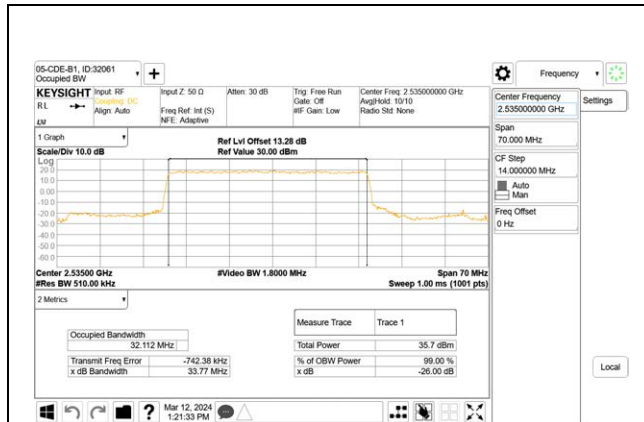 05-CDE-B1, ID:32061
Occupied BW
Frequency
KEYSIGHT
Input: RF
Coupling: DC
Align: Auto
Input Z: 50 Ω
Freq Ref: Int (S)
NFE: Adaptive
Atten: 30 dB
Trig: Free Run
Gate: Off
#IF Gain: Low
Center Freq: 2.535000000 GHz
Avg|Hold: 10/10
Radio Std: None
RL
Center Frequency
2.535000000 GHz
Settings
Span
70.000 MHz
CF Step
14.000000 MHz
Auto
Man
Freq Offset
0 Hz
1 Graph
Scale/Div 10.0 dB
Ref Lvl Offset 13.28 dB
Ref Value 30.00 dBm
Log
20.0
10.0
0.0
-10.0
-20.0
-30.0
-40.0
-50.0
-60.0
Center 2.53500 GHz
#Video BW 1.8000 MHz
Span 70 MHz
#Res BW 510.00 kHz
Sweep 1.00 ms (1001 pts)
2 Metrics
Measure Trace
Trace 1
Occupied Bandwidth
32.112 MHz
Total Power
35.7 dBm
Transmit Freq Error
-742.38 kHz
% of OBW Power
99.00 %
x dB Bandwidth
33.77 MHz
x dB
-26.00 dB
Local
Mar 12, 2024
1:21:33 PM